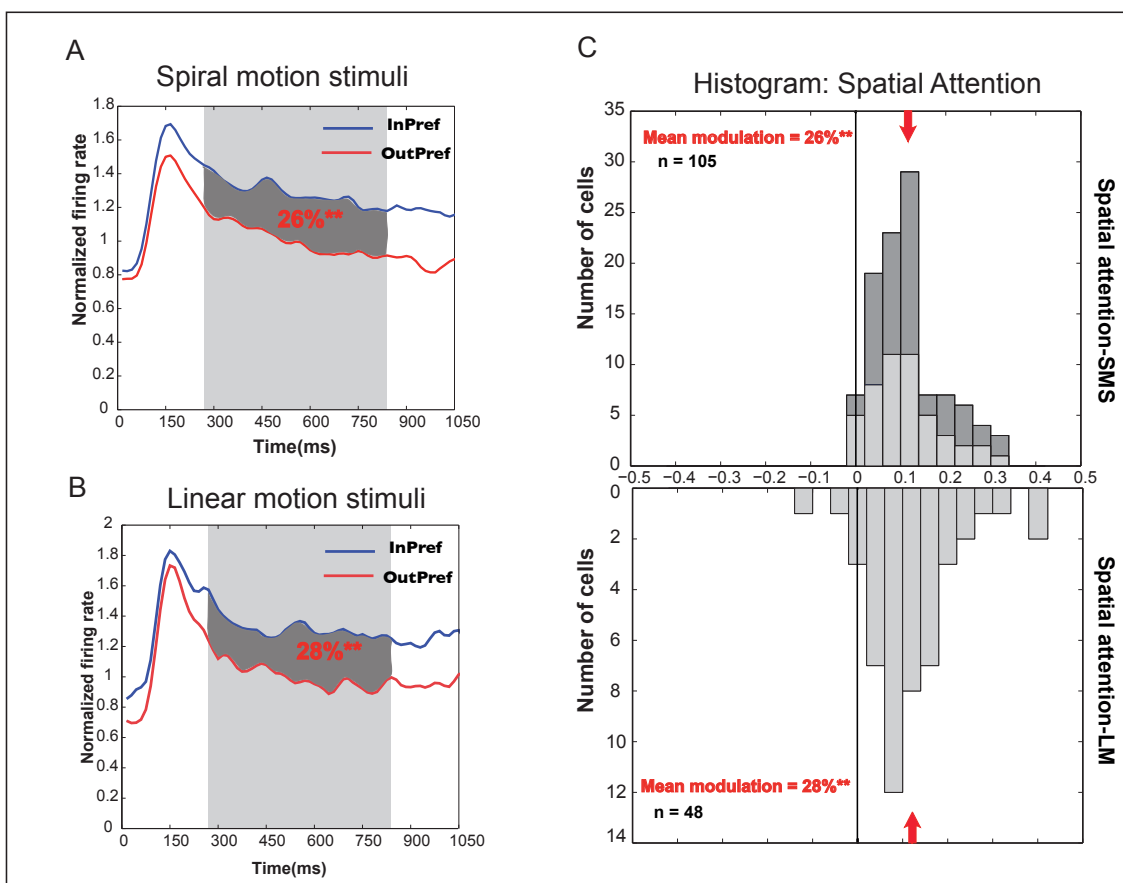 A
Spiral motion stimuli
Normalized firing rate
1.8
1.6
1.4
1.2
1
0.8
0.6
0.4
0.2
0
InPref
OutPref
26%**
0 150 300 450 600 750 900 1050
Time(ms)
B
Linear motion stimuli
Normalized firing rate
2
1.8
1.6
1.4
1.2
1
0.8
0.6
0.4
0.2
0
InPref
OutPref
28%**
0 150 300 450 600 750 900 1050
Time(ms)
C
Histogram: Spatial Attention
Number of cells
35
30
25
20
15
10
5
0
Mean modulation = 26%**
n = 105
Spatial attention-SMS
−0.5 −0.4 −0.3 −0.2 −0.1 0 0.1 0.2 0.3 0.4 0.5
Number of cells
0
2
4
6
8
10
12
14
Mean modulation = 28%**
n = 48
Spatial attention-LM